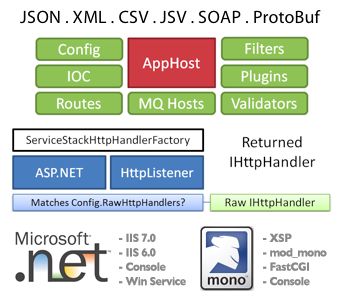 JSON . XML . CSV . JSV . SOAP . ProtoBuf
Config
AppHost
Filters
IOC
Plugins
Routes
MQ Hosts
Validators
ServiceStackHttpHandlerFactory
Returned
IHttpHandler
ASP.NET
HttpListener
Matches Config.RawHttpHandlers?
Raw IHttpHandler
Microsoft
.net
- IIS 7.0
- IIS 6.0
- Console
- Win Service
mono
- XSP
- mod_mono
- FastCGI
- Console